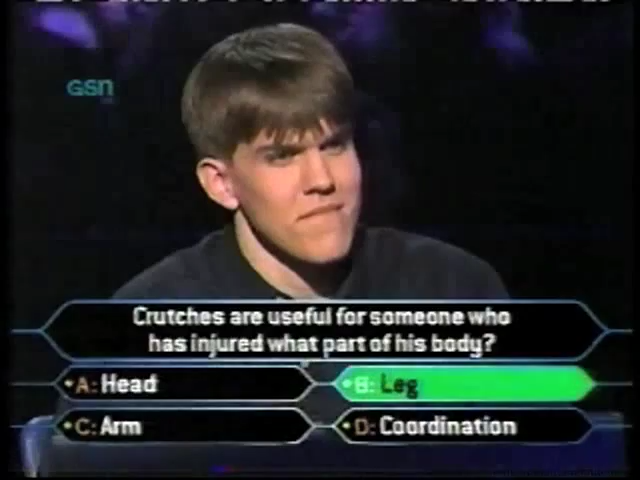 GSN
Crutches are useful for someone who
has injured what part of his body?
A: Head
B: Leg
C: Arm
D: Coordination